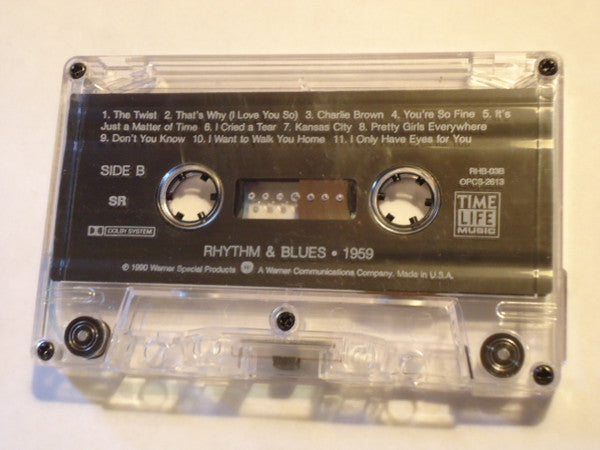 1. The Twist 2. That's Why (I Love You So) 3. Charlie Brown 4. You're So Fine 5. It's
Just a Matter of Time 6. I Cried a Tear 7. Kansas City 8. Pretty Girls Everywhere
9. Don't You Know 10. I Want to Walk You Home 11. I Only Have Eyes for You
SIDE B
RHB-03B
OPCS-2613
SR
TIME
LIFE
MUSIC
DOLBY SYSTEM
RHYTHM & BLUES • 1959
℗ 1990 Warner Special Products A Warner Communications Company. Made in U.S.A.